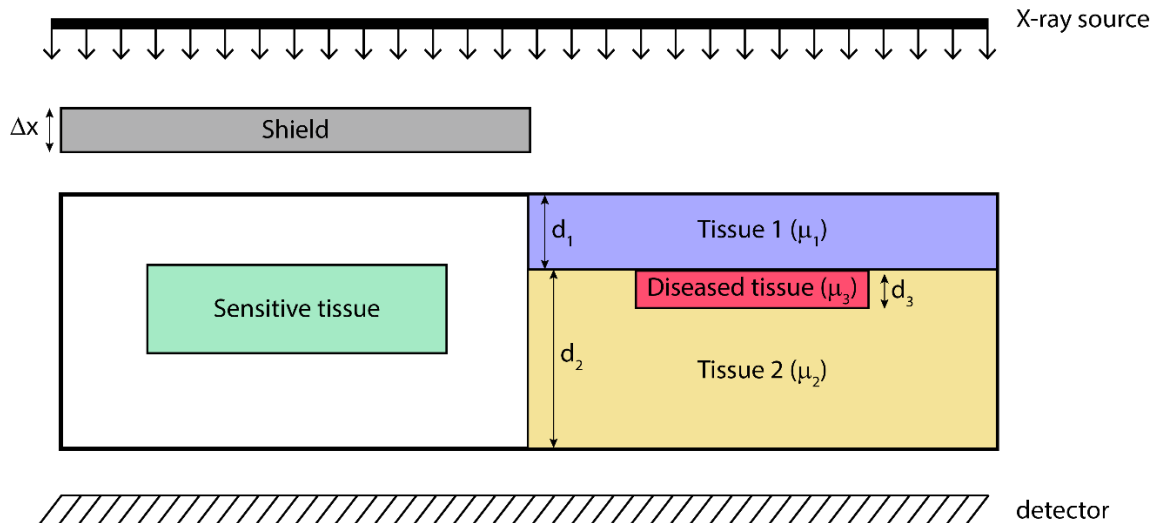 X-ray source
Δx
Shield
d₁
Tissue 1 (μ₁)
Sensitive tissue
Diseased tissue (μ₃)
d₃
d₂
Tissue 2 (μ₂)
detector